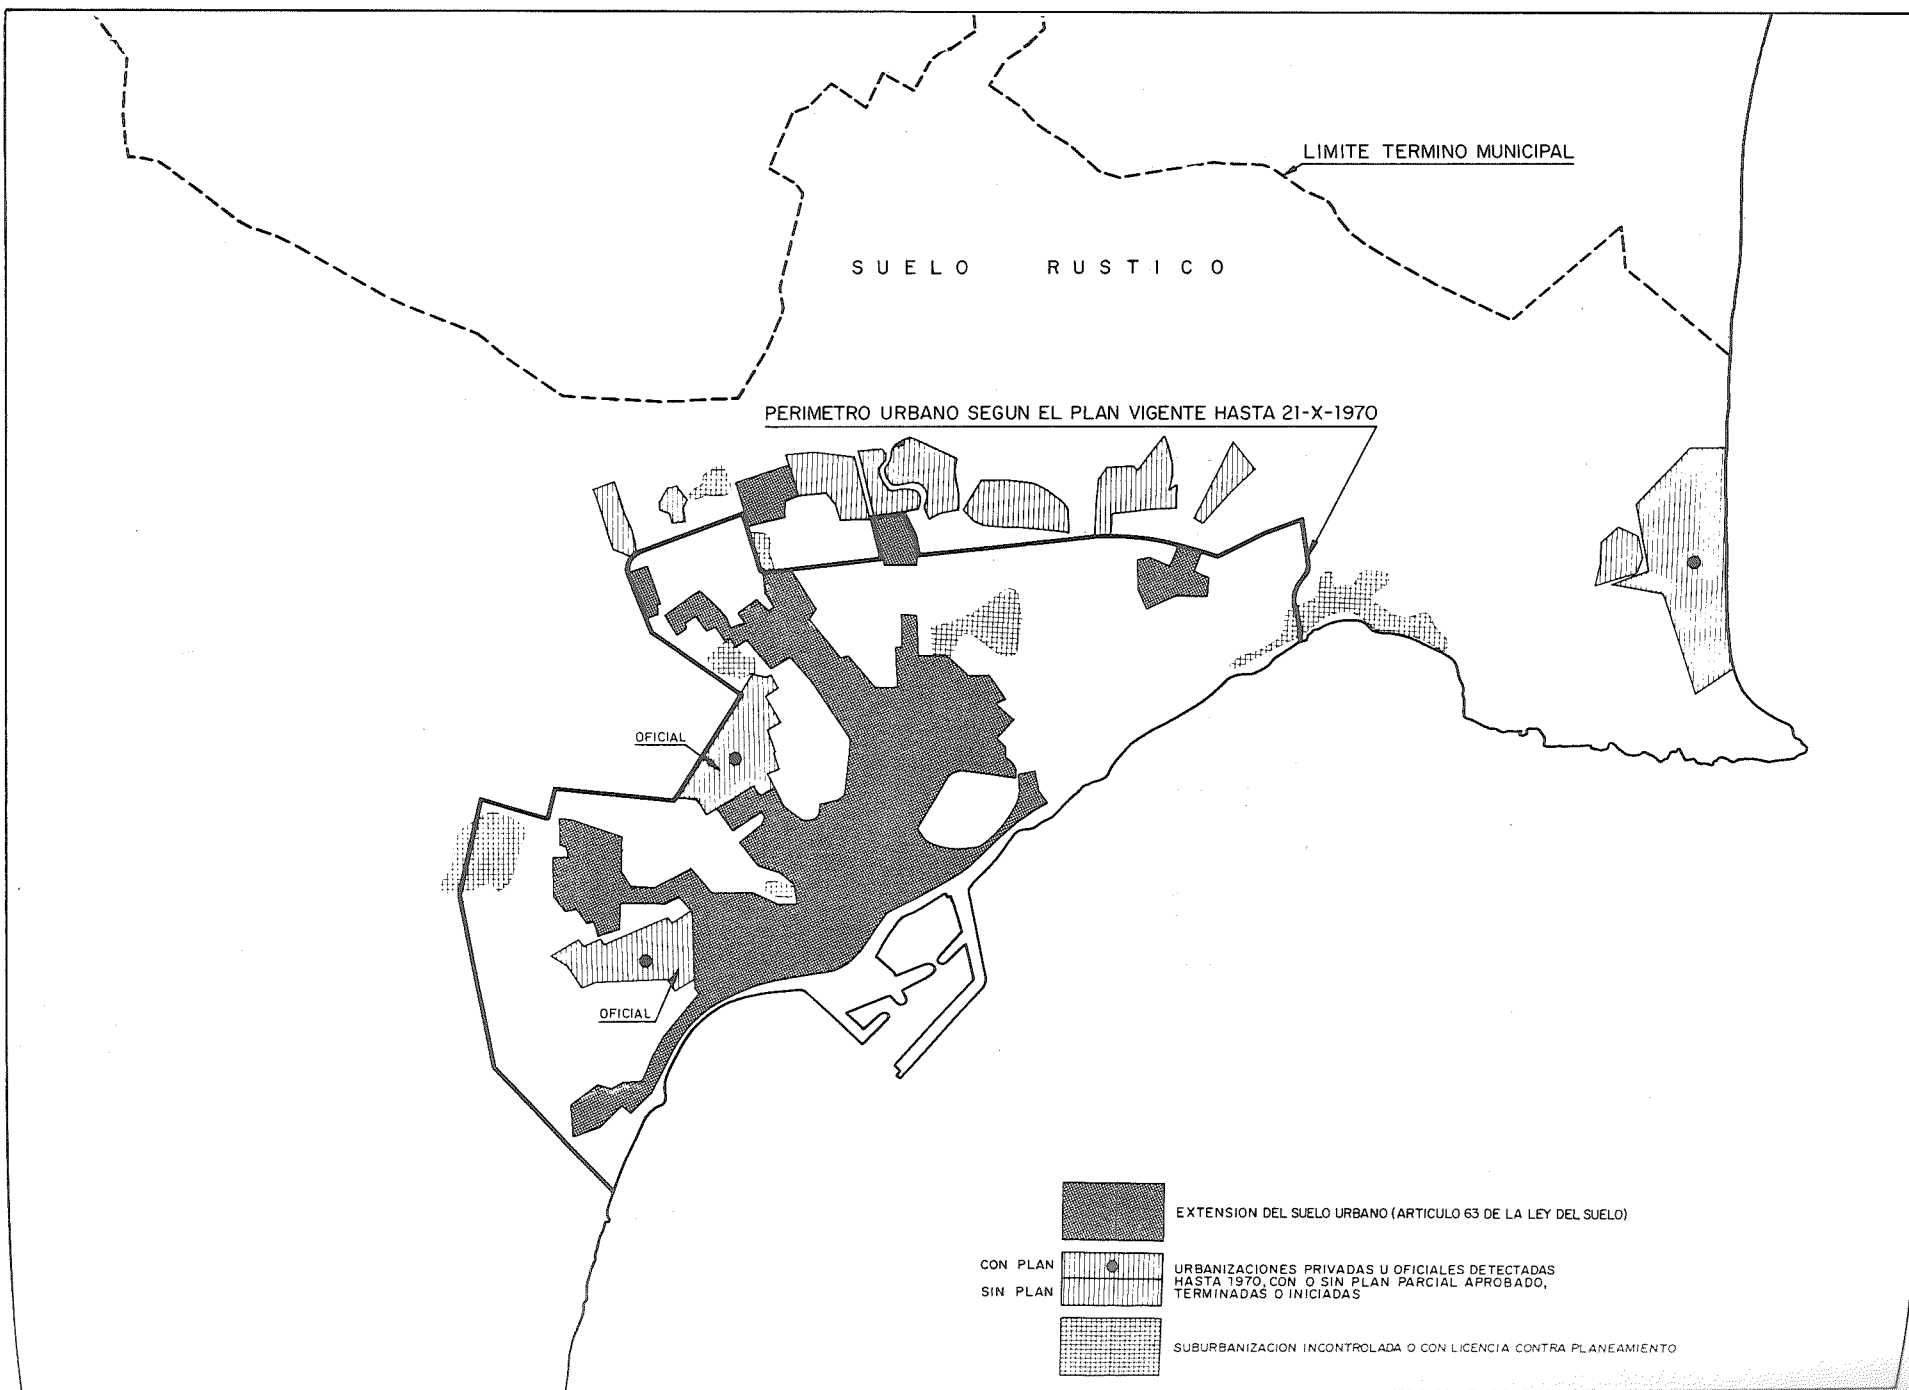 LIMITE TERMINO MUNICIPAL
SUELO RUSTICO
PERIMETRO URBANO SEGUN EL PLAN VIGENTE HASTA 21-X-1970
OFICIAL
OFICIAL
EXTENSION DEL SUELO URBANO (ARTICULO 63 DE LA LEY DEL SUELO)
CON PLAN
SIN PLAN
URBANIZACIONES PRIVADAS U OFICIALES DETECTADAS
HASTA 1970, CON O SIN PLAN PARCIAL APROBADO,
TERMINADAS O INICIADAS
SUBURBANIZACION INCONTROLADA O CON LICENCIA CONTRA PLANEAMIENTO